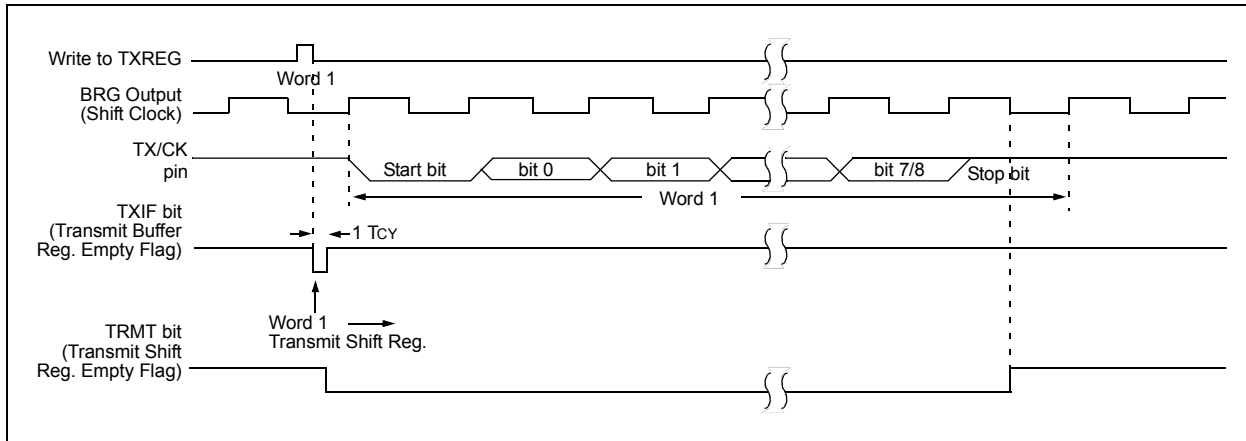 Write to TXREG
Word 1
BRG Output
(Shift Clock)
TX/CK
pin
Start bit
bit 0
bit 1
bit 7/8
Stop bit
Word 1
TXIF bit
(Transmit Buffer
Reg. Empty Flag)
1 TCY
Word 1
Transmit Shift Reg.
TRMT bit
(Transmit Shift
Reg. Empty Flag)